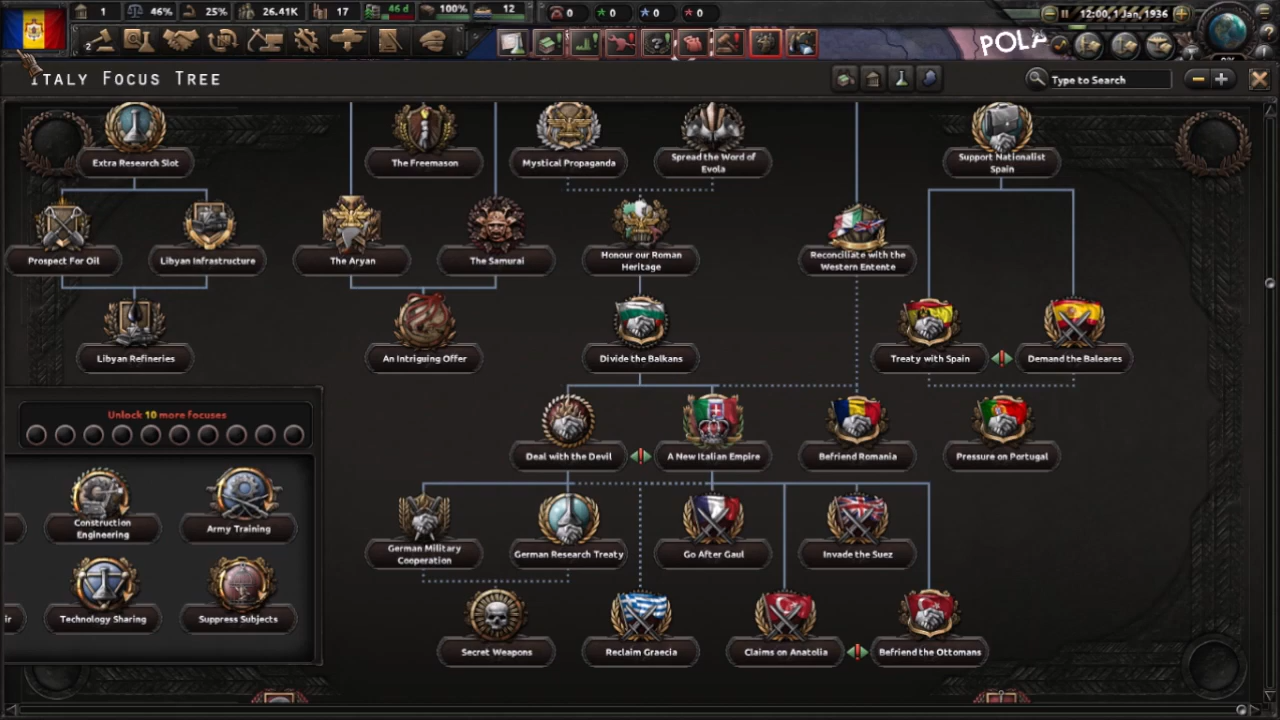 1 46% 25% 26.41K 17 46 d 100% 12 0 0 0 0 12:00, 1 Jan, 1936
2
POLA
Italy Focus Tree
Type to Search
Extra Research Slot
The Freemason
Mystical Propaganda
Spread the Word of
Evola
Support Nationalist
Spain
Prospect For Oil
Libyan Infrastructure
The Aryan
The Samurai
Honour our Roman
Heritage
Reconciliate with the
Western Entente
Libyan Refineries
An Intriguing Offer
Divide the Balkans
Treaty with Spain
Demand the Baleares
Unlock 10 more focuses
Deal with the Devil
A New Italian Empire
Befriend Romania
Pressure on Portugal
Construction
Engineering
Army Training
German Military
Cooperation
German Research Treaty
Go After Gaul
Invade the Suez
Technology Sharing
Suppress Subjects
Secret Weapons
Reclaim Graecia
Claims on Anatolia
Befriend the Ottomans